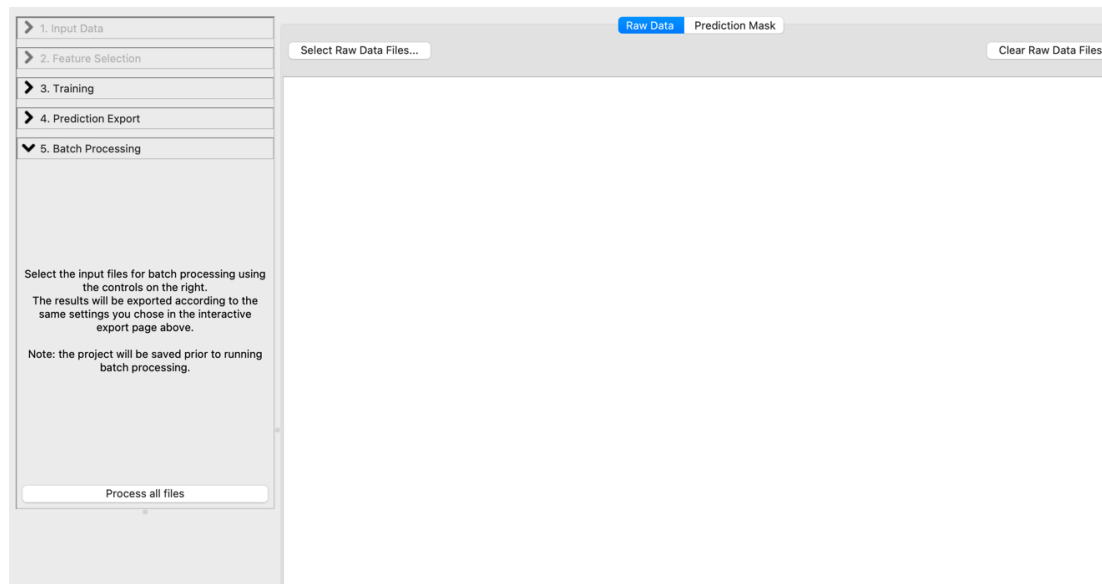 1. Input Data
2. Feature Selection
3. Training
4. Prediction Export
5. Batch Processing
Select the input files for batch processing using
the controls on the right.
The results will be exported according to the
same settings you chose in the interactive
export page above.
Note: the project will be saved prior to running
batch processing.
Process all files
Raw Data Prediction Mask
Select Raw Data Files... Clear Raw Data Files